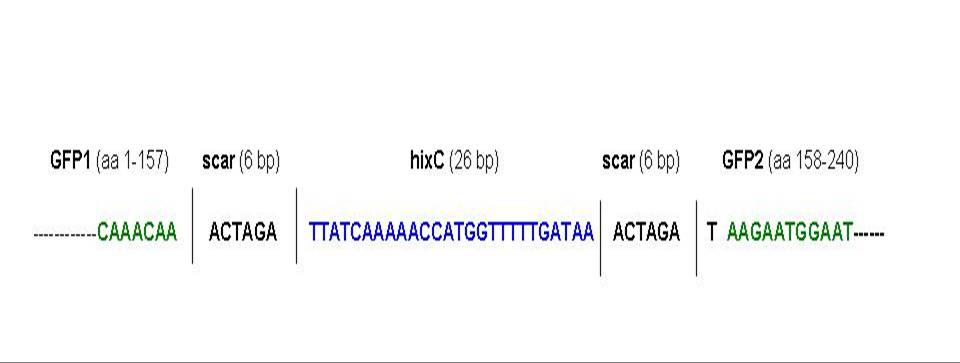 GFP1 (aa 1-157) scar (6 bp) hixC (26 bp) scar (6 bp) GFP2 (aa 158-240)
-----------CAAACAA ACTAGA TTATCAAAAACCATGGTTTTTGATAA ACTAGA T AAGAATGGAAT------